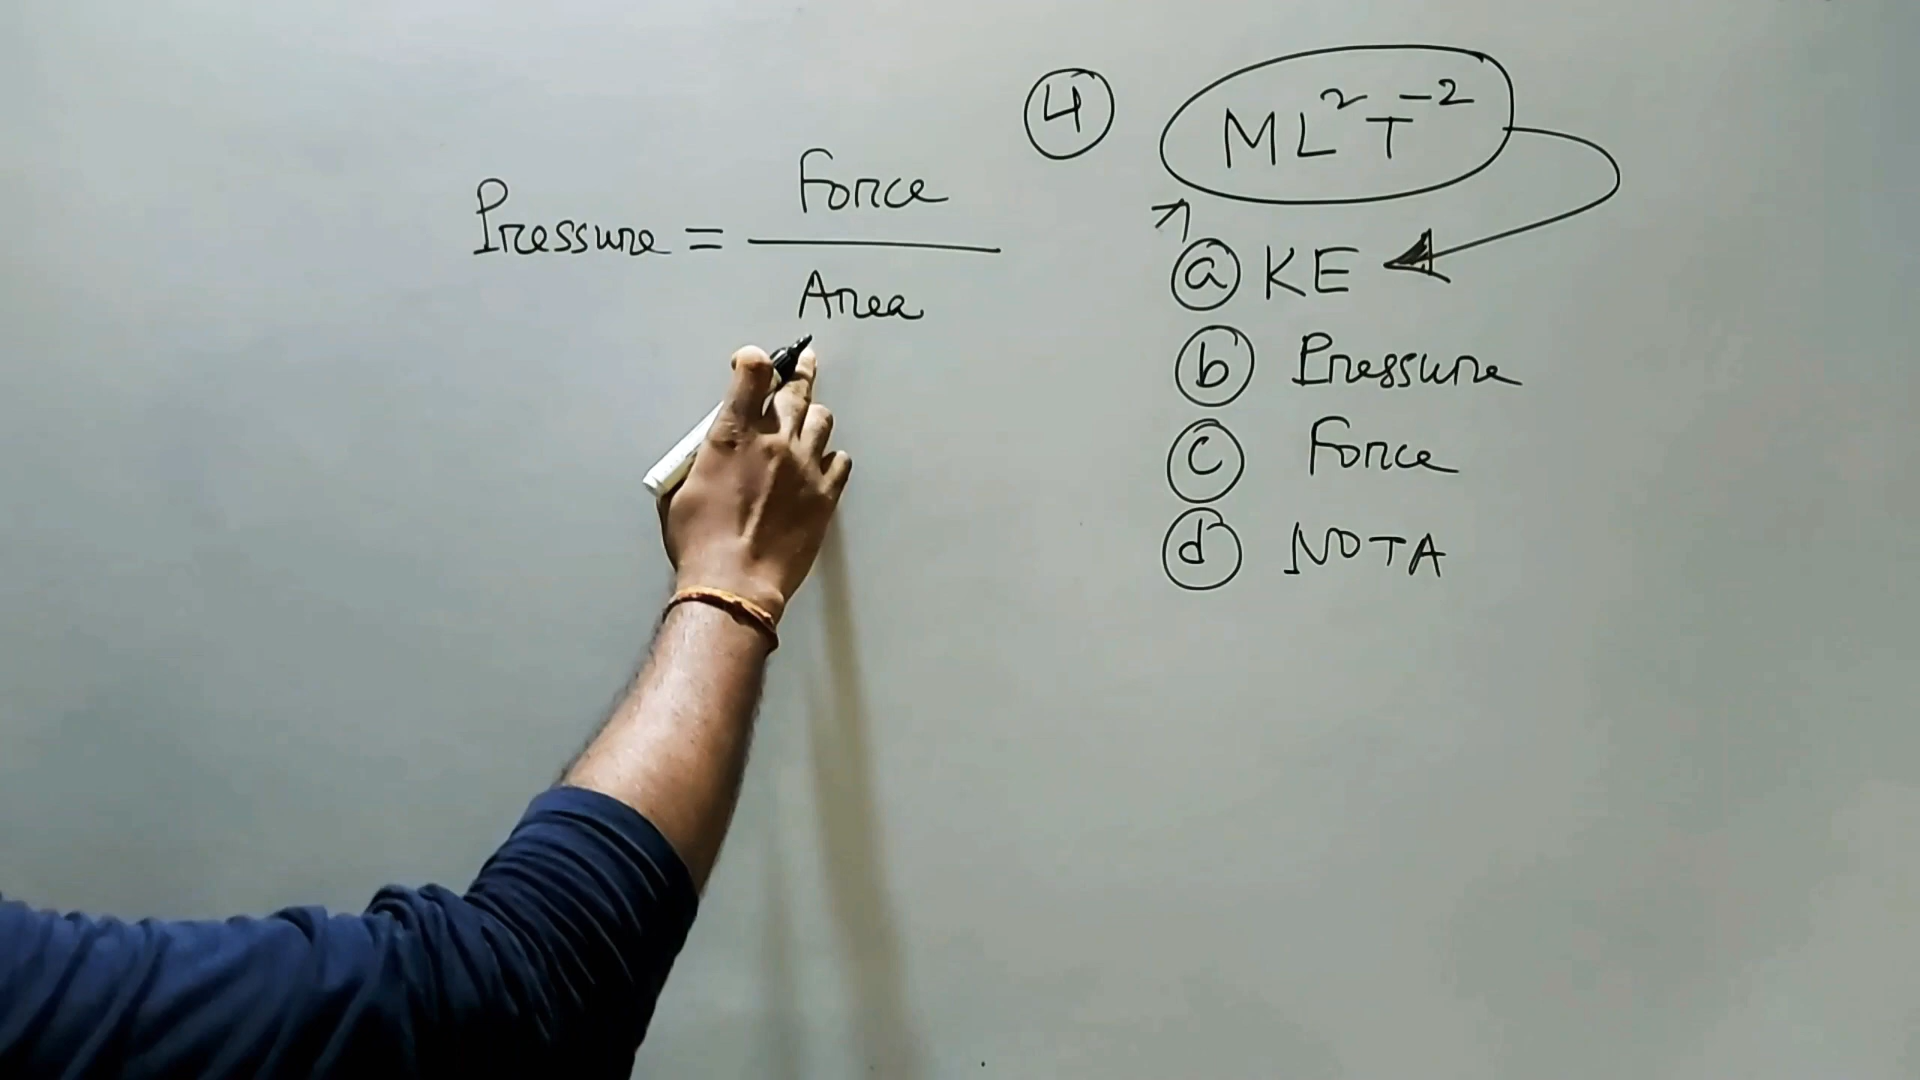 Pressure = Force
Area
4 ML²T⁻²
a KE
b Pressure
c Force
d NOTA